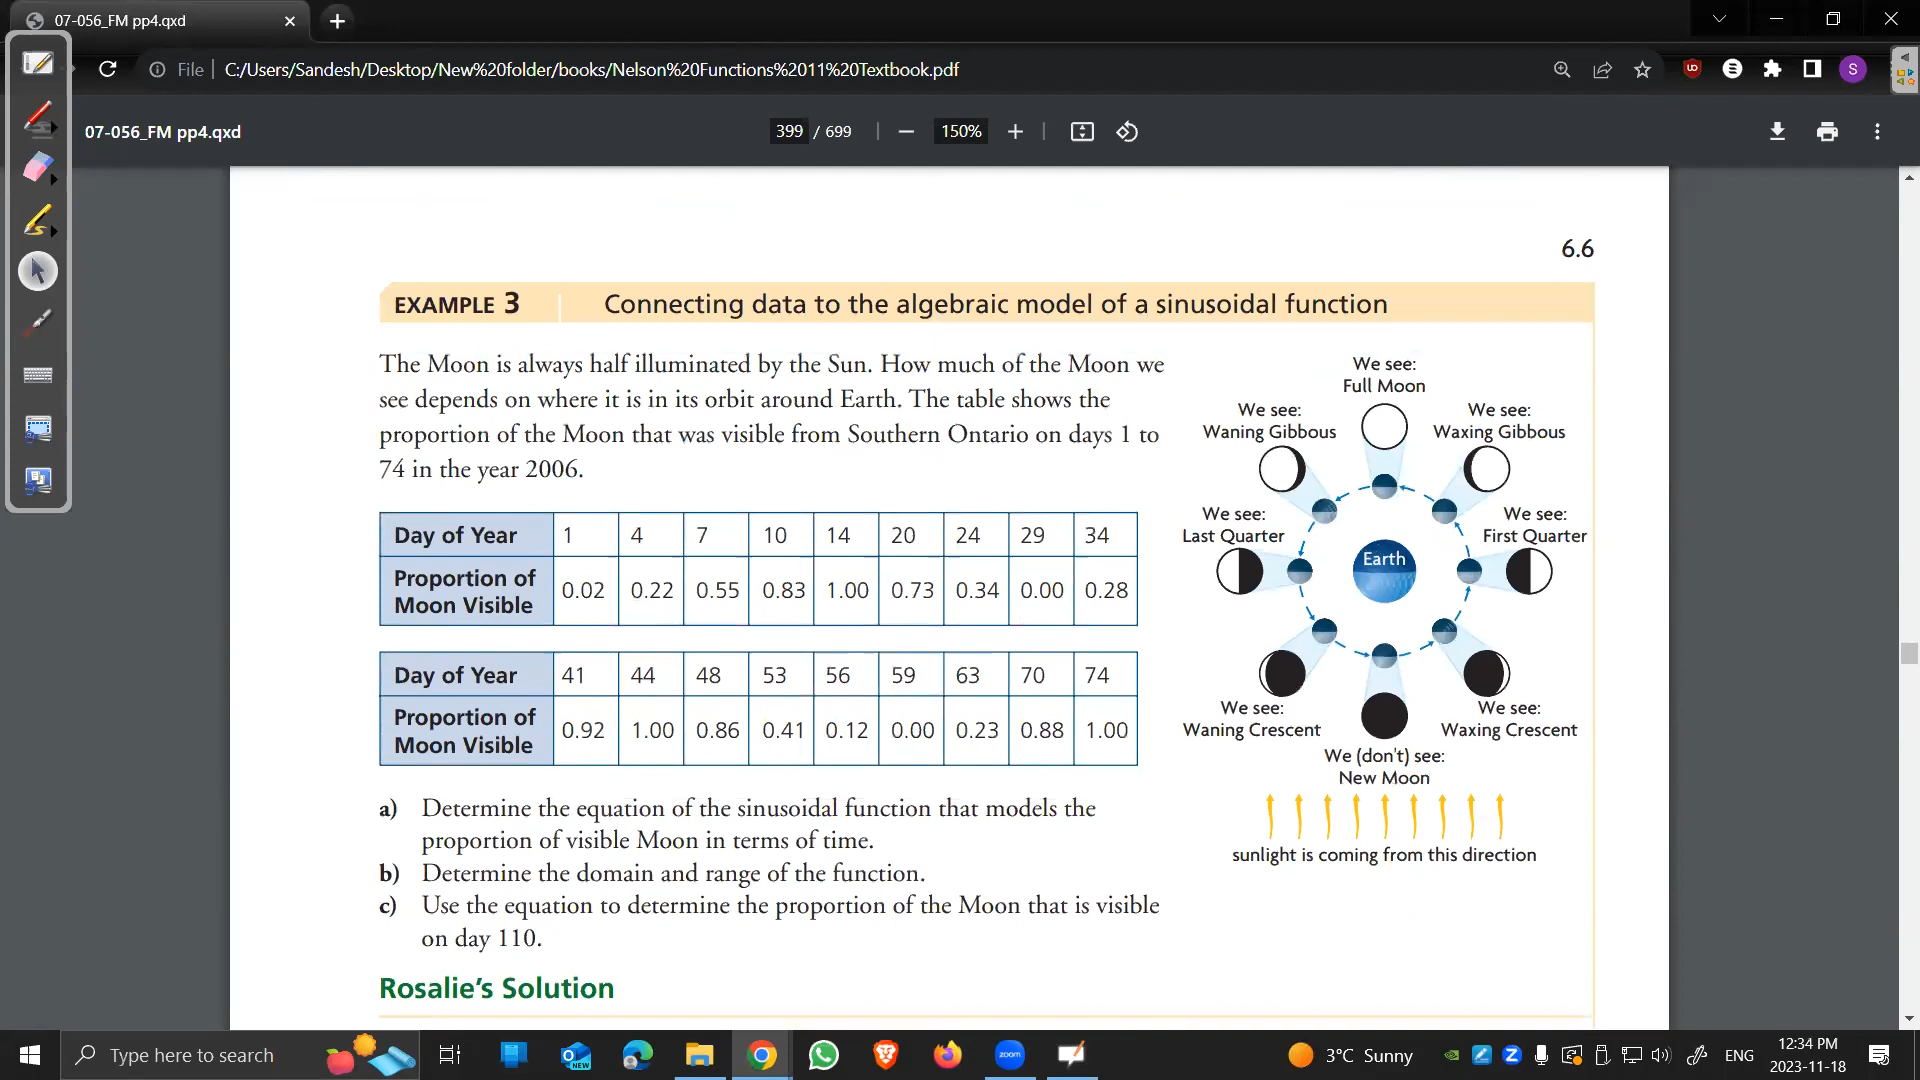 07-056_FM pp4.qxd
File
C:/Users/Sandesh/Desktop/New%20folder/books/Nelson%20Functions%2011%20Textbook.pdf
S
07-056_FM pp4.qxd
399 / 699
150%
6.6
EXAMPLE 3 Connecting data to the algebraic model of a sinusoidal function
The Moon is always half illuminated by the Sun. How much of the Moon we
see depends on where it is in its orbit around Earth. The table shows the
proportion of the Moon that was visible from Southern Ontario on days 1 to
74 in the year 2006.
Day of Year 1 4 7 10 14 20 24 29 34
Proportion of
Moon Visible 0.02 0.22 0.55 0.83 1.00 0.73 0.34 0.00 0.28
Day of Year 41 44 48 53 56 59 63 70 74
Proportion of
Moon Visible 0.92 1.00 0.86 0.41 0.12 0.00 0.23 0.88 1.00
a) Determine the equation of the sinusoidal function that models the
proportion of visible Moon in terms of time.
b) Determine the domain and range of the function.
c) Use the equation to determine the proportion of the Moon that is visible
on day 110.
Rosalie's Solution
We see:
Full Moon
We see:
Waning Gibbous
We see:
Waxing Gibbous
We see:
Last Quarter
Earth
We see:
First Quarter
We see:
Waning Crescent
We see:
Waxing Crescent
We (don't) see:
New Moon
sunlight is coming from this direction
Type here to search
NEW
zoom
3°C Sunny
Z
ENG
12:34 PM
2023-11-18